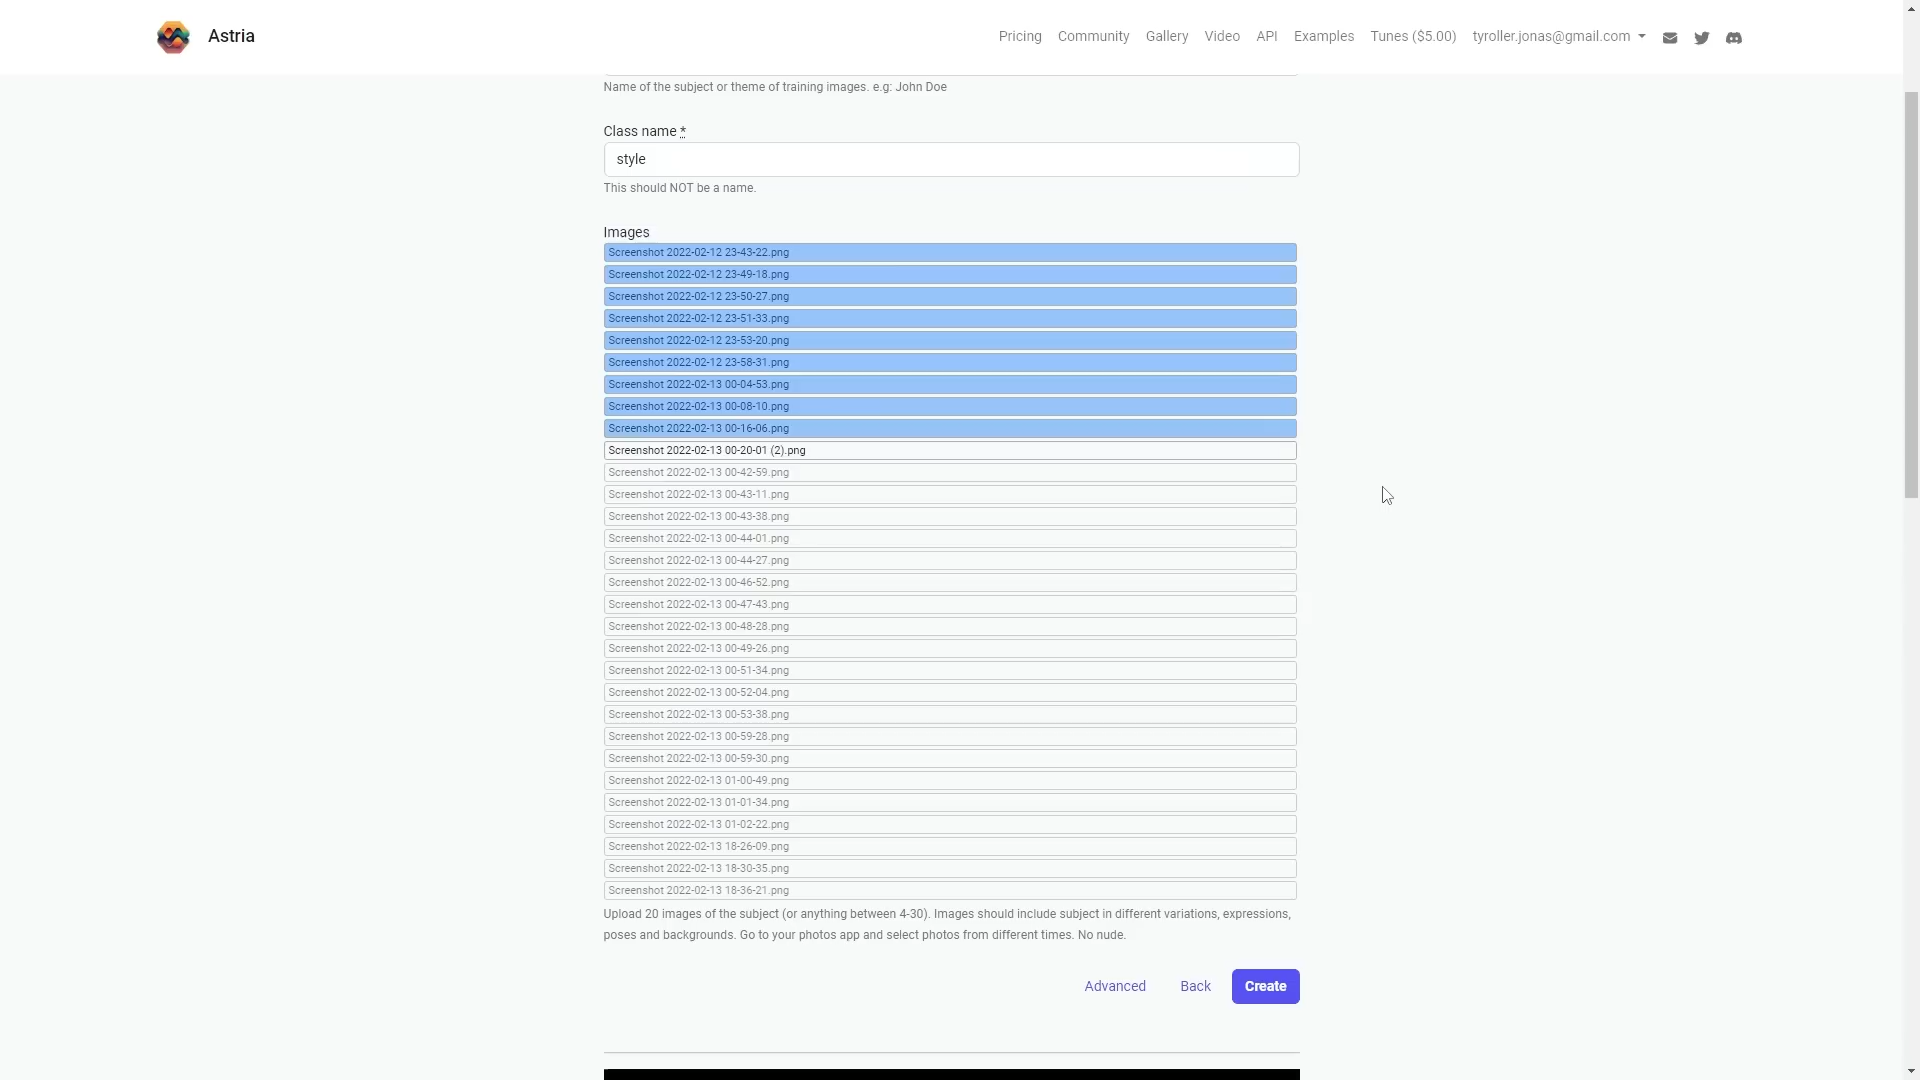 Astria
Pricing Community Gallery Video API Examples Tunes ($5.00) tyroller.jonas@gmail.com
Name of the subject or theme of training images. e.g: John Doe
Class name *
style
This should NOT be a name.
Images
Screenshot 2022-02-12 23-43-22.png
Screenshot 2022-02-12 23-49-18.png
Screenshot 2022-02-12 23-50-27.png
Screenshot 2022-02-12 23-51-33.png
Screenshot 2022-02-12 23-53-20.png
Screenshot 2022-02-12 23-58-31.png
Screenshot 2022-02-13 00-04-53.png
Screenshot 2022-02-13 00-08-10.png
Screenshot 2022-02-13 00-16-06.png
Screenshot 2022-02-13 00-20-01 (2).png
Screenshot 2022-02-13 00-42-59.png
Screenshot 2022-02-13 00-43-11.png
Screenshot 2022-02-13 00-43-38.png
Screenshot 2022-02-13 00-44-01.png
Screenshot 2022-02-13 00-44-27.png
Screenshot 2022-02-13 00-46-52.png
Screenshot 2022-02-13 00-47-43.png
Screenshot 2022-02-13 00-48-28.png
Screenshot 2022-02-13 00-49-26.png
Screenshot 2022-02-13 00-51-34.png
Screenshot 2022-02-13 00-52-04.png
Screenshot 2022-02-13 00-53-38.png
Screenshot 2022-02-13 00-59-28.png
Screenshot 2022-02-13 00-59-30.png
Screenshot 2022-02-13 01-00-49.png
Screenshot 2022-02-13 01-01-34.png
Screenshot 2022-02-13 01-02-22.png
Screenshot 2022-02-13 18-26-09.png
Screenshot 2022-02-13 18-30-35.png
Screenshot 2022-02-13 18-36-21.png
Upload 20 images of the subject (or anything between 4-30). Images should include subject in different variations, expressions,
poses and backgrounds. Go to your photos app and select photos from different times. No nude.
Advanced Back Create